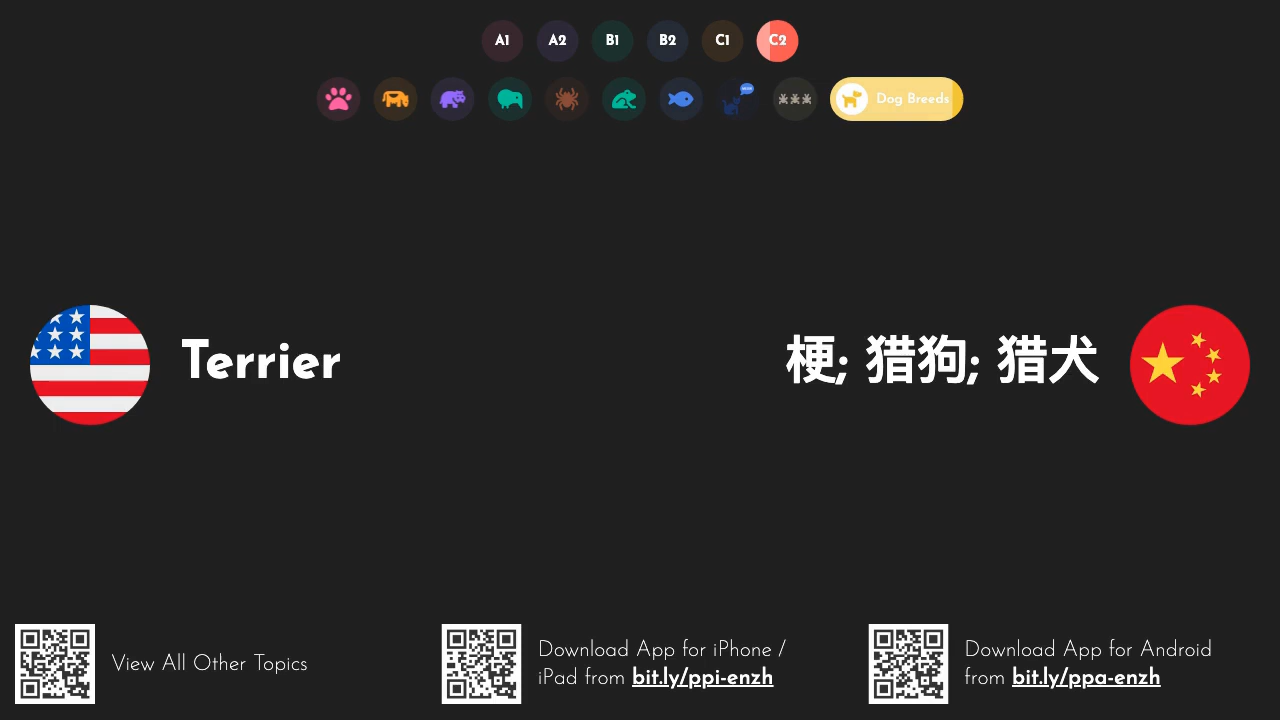 A1 A2 B1 B2 C1 C2
Dog Breeds
Terrier
梗; 猎狗; 猎犬
View All Other Topics
Download App for iPhone /
iPad from bit.ly/ppi-enzh
Download App for Android
from bit.ly/ppa-enzh